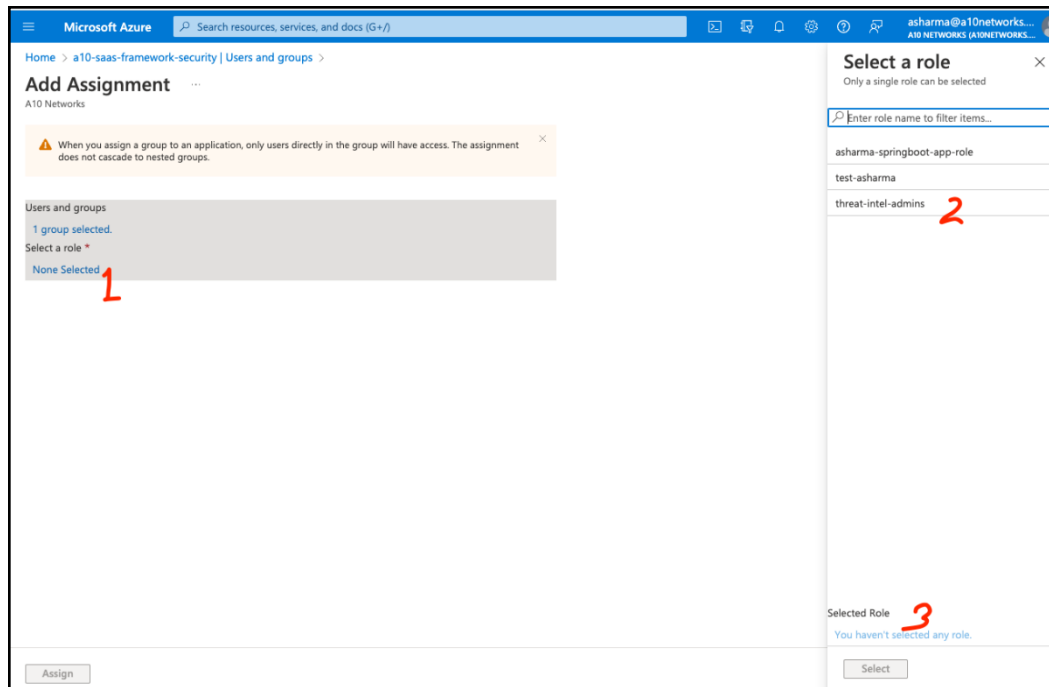 Microsoft Azure
Search resources, services, and docs (G+/)
asharma@a10networks....
A10 NETWORKS (A10NETWORKS....
Home > a10-saas-framework-security | Users and groups >
Add Assignment ...
A10 Networks
When you assign a group to an application, only users directly in the group will have access. The assignment
does not cascade to nested groups.
Users and groups
1 group selected.
Select a role *
None Selected
1
Assign
Select a role
Only a single role can be selected
Enter role name to filter items...
asharma-springboot-app-role
test-asharma
threat-intel-admins
2
Selected Role
3
You haven't selected any role.
Select